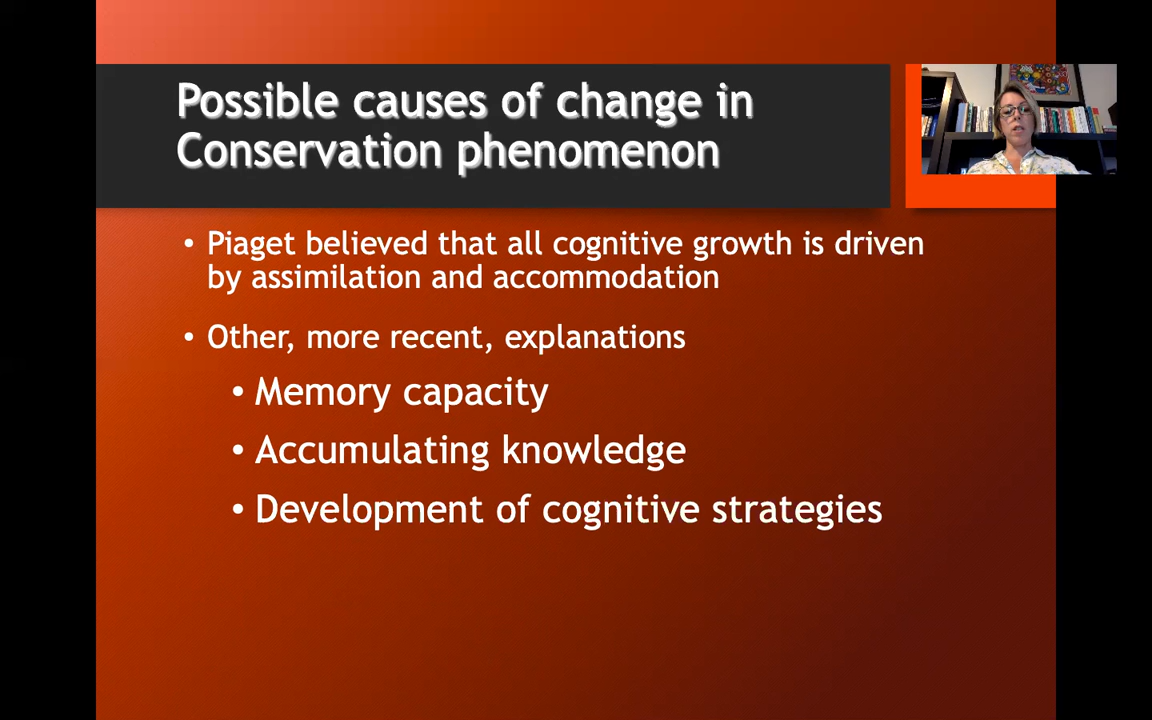 Possible causes of change in
Conservation phenomenon
• Piaget believed that all cognitive growth is driven
by assimilation and accommodation
• Other, more recent, explanations
• Memory capacity
• Accumulating knowledge
• Development of cognitive strategies